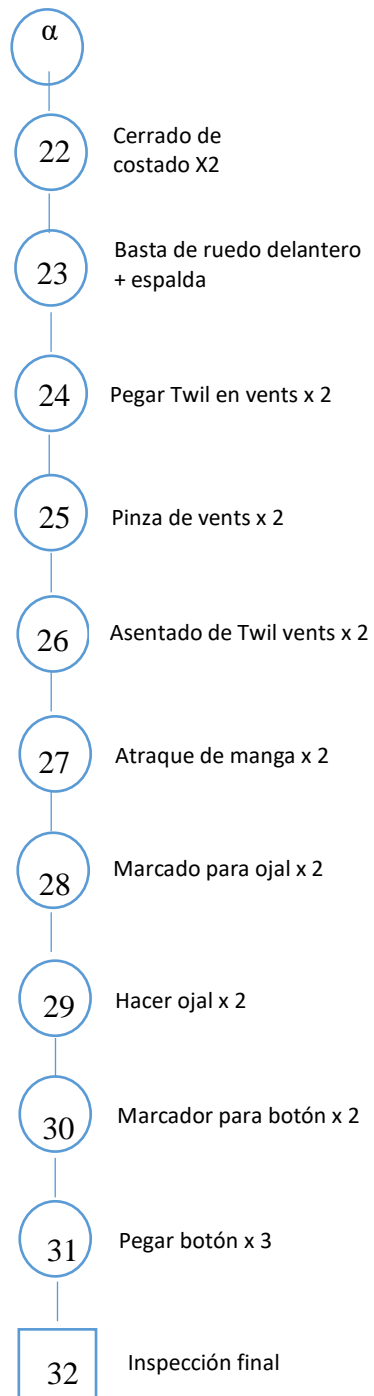 α
22
Cerrado de
costado X2
23
Basta de ruedo delantero
+ espalda
24
Pegar Twil en vents x 2
25
Pinza de vents x 2
26
Asentado de Twil vents x 2
27
Atraque de manga x 2
28
Marcado para ojal x 2
29
Hacer ojal x 2
30
Marcador para botón x 2
31
Pegar botón x 3
32
Inspección final